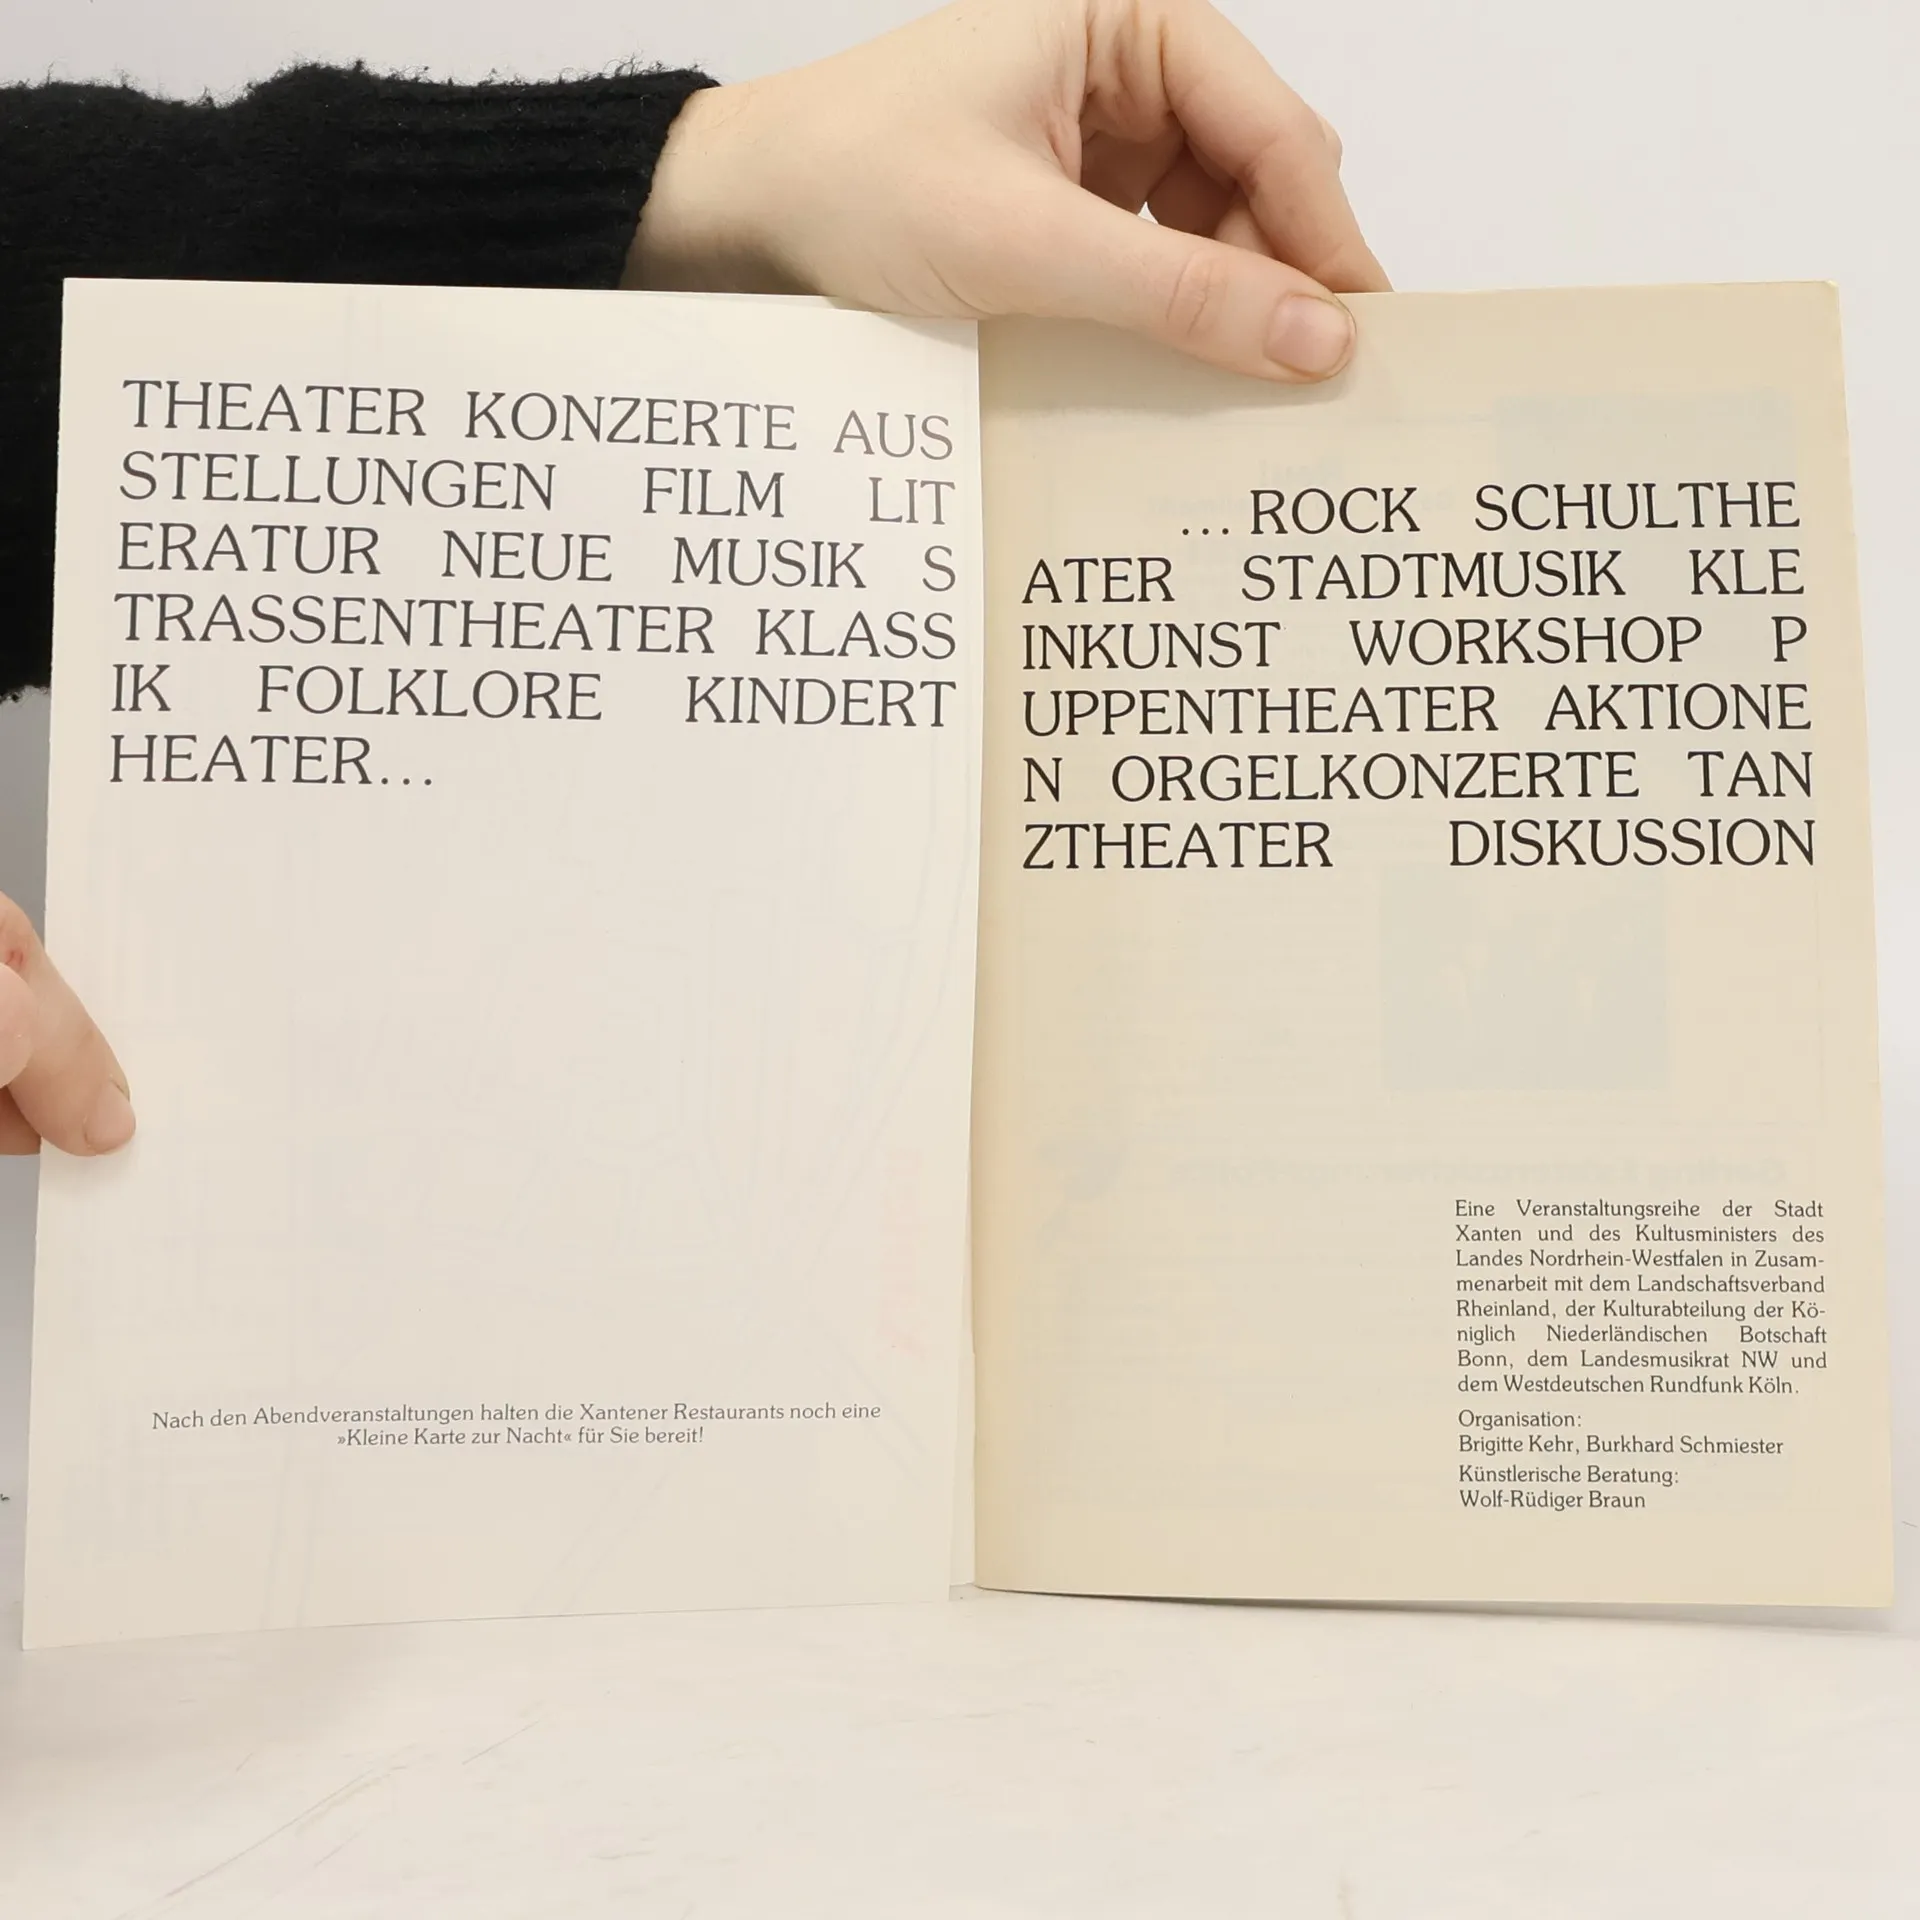 THEATER KONZERTE AUS
STELLUNGEN FILM LIT
ERATUR NEUE MUSIK S
TRASSENTHEATER KLASS
IK FOLKLORE KINDERT
HEATER...
Nach den Abendveranstaltungen halten die Xantener Restaurants noch eine
»Kleine Karte zur Nacht« für Sie bereit!
...ROCK SCHULTHE
ATER STADTMUSIK KLE
INKUNST WORKSHOP P
UPPENTHEATER AKTIONE
N ORGELKONZERTE TAN
ZTHEATER DISKUSSION
Eine Veranstaltungsreihe der Stadt
Xanten und des Kultusministers des
Landes Nordrhein-Westfalen in Zusam-
menarbeit mit dem Landschaftsverband
Rheinland, der Kulturabteilung der Kö-
niglich Niederländischen Botschaft
Bonn, dem Landesmusikrat NW und
dem Westdeutschen Rundfunk Köln.
Organisation:
Brigitte Kehr, Burkhard Schmiester
Künstlerische Beratung:
Wolf-Rüdiger Braun